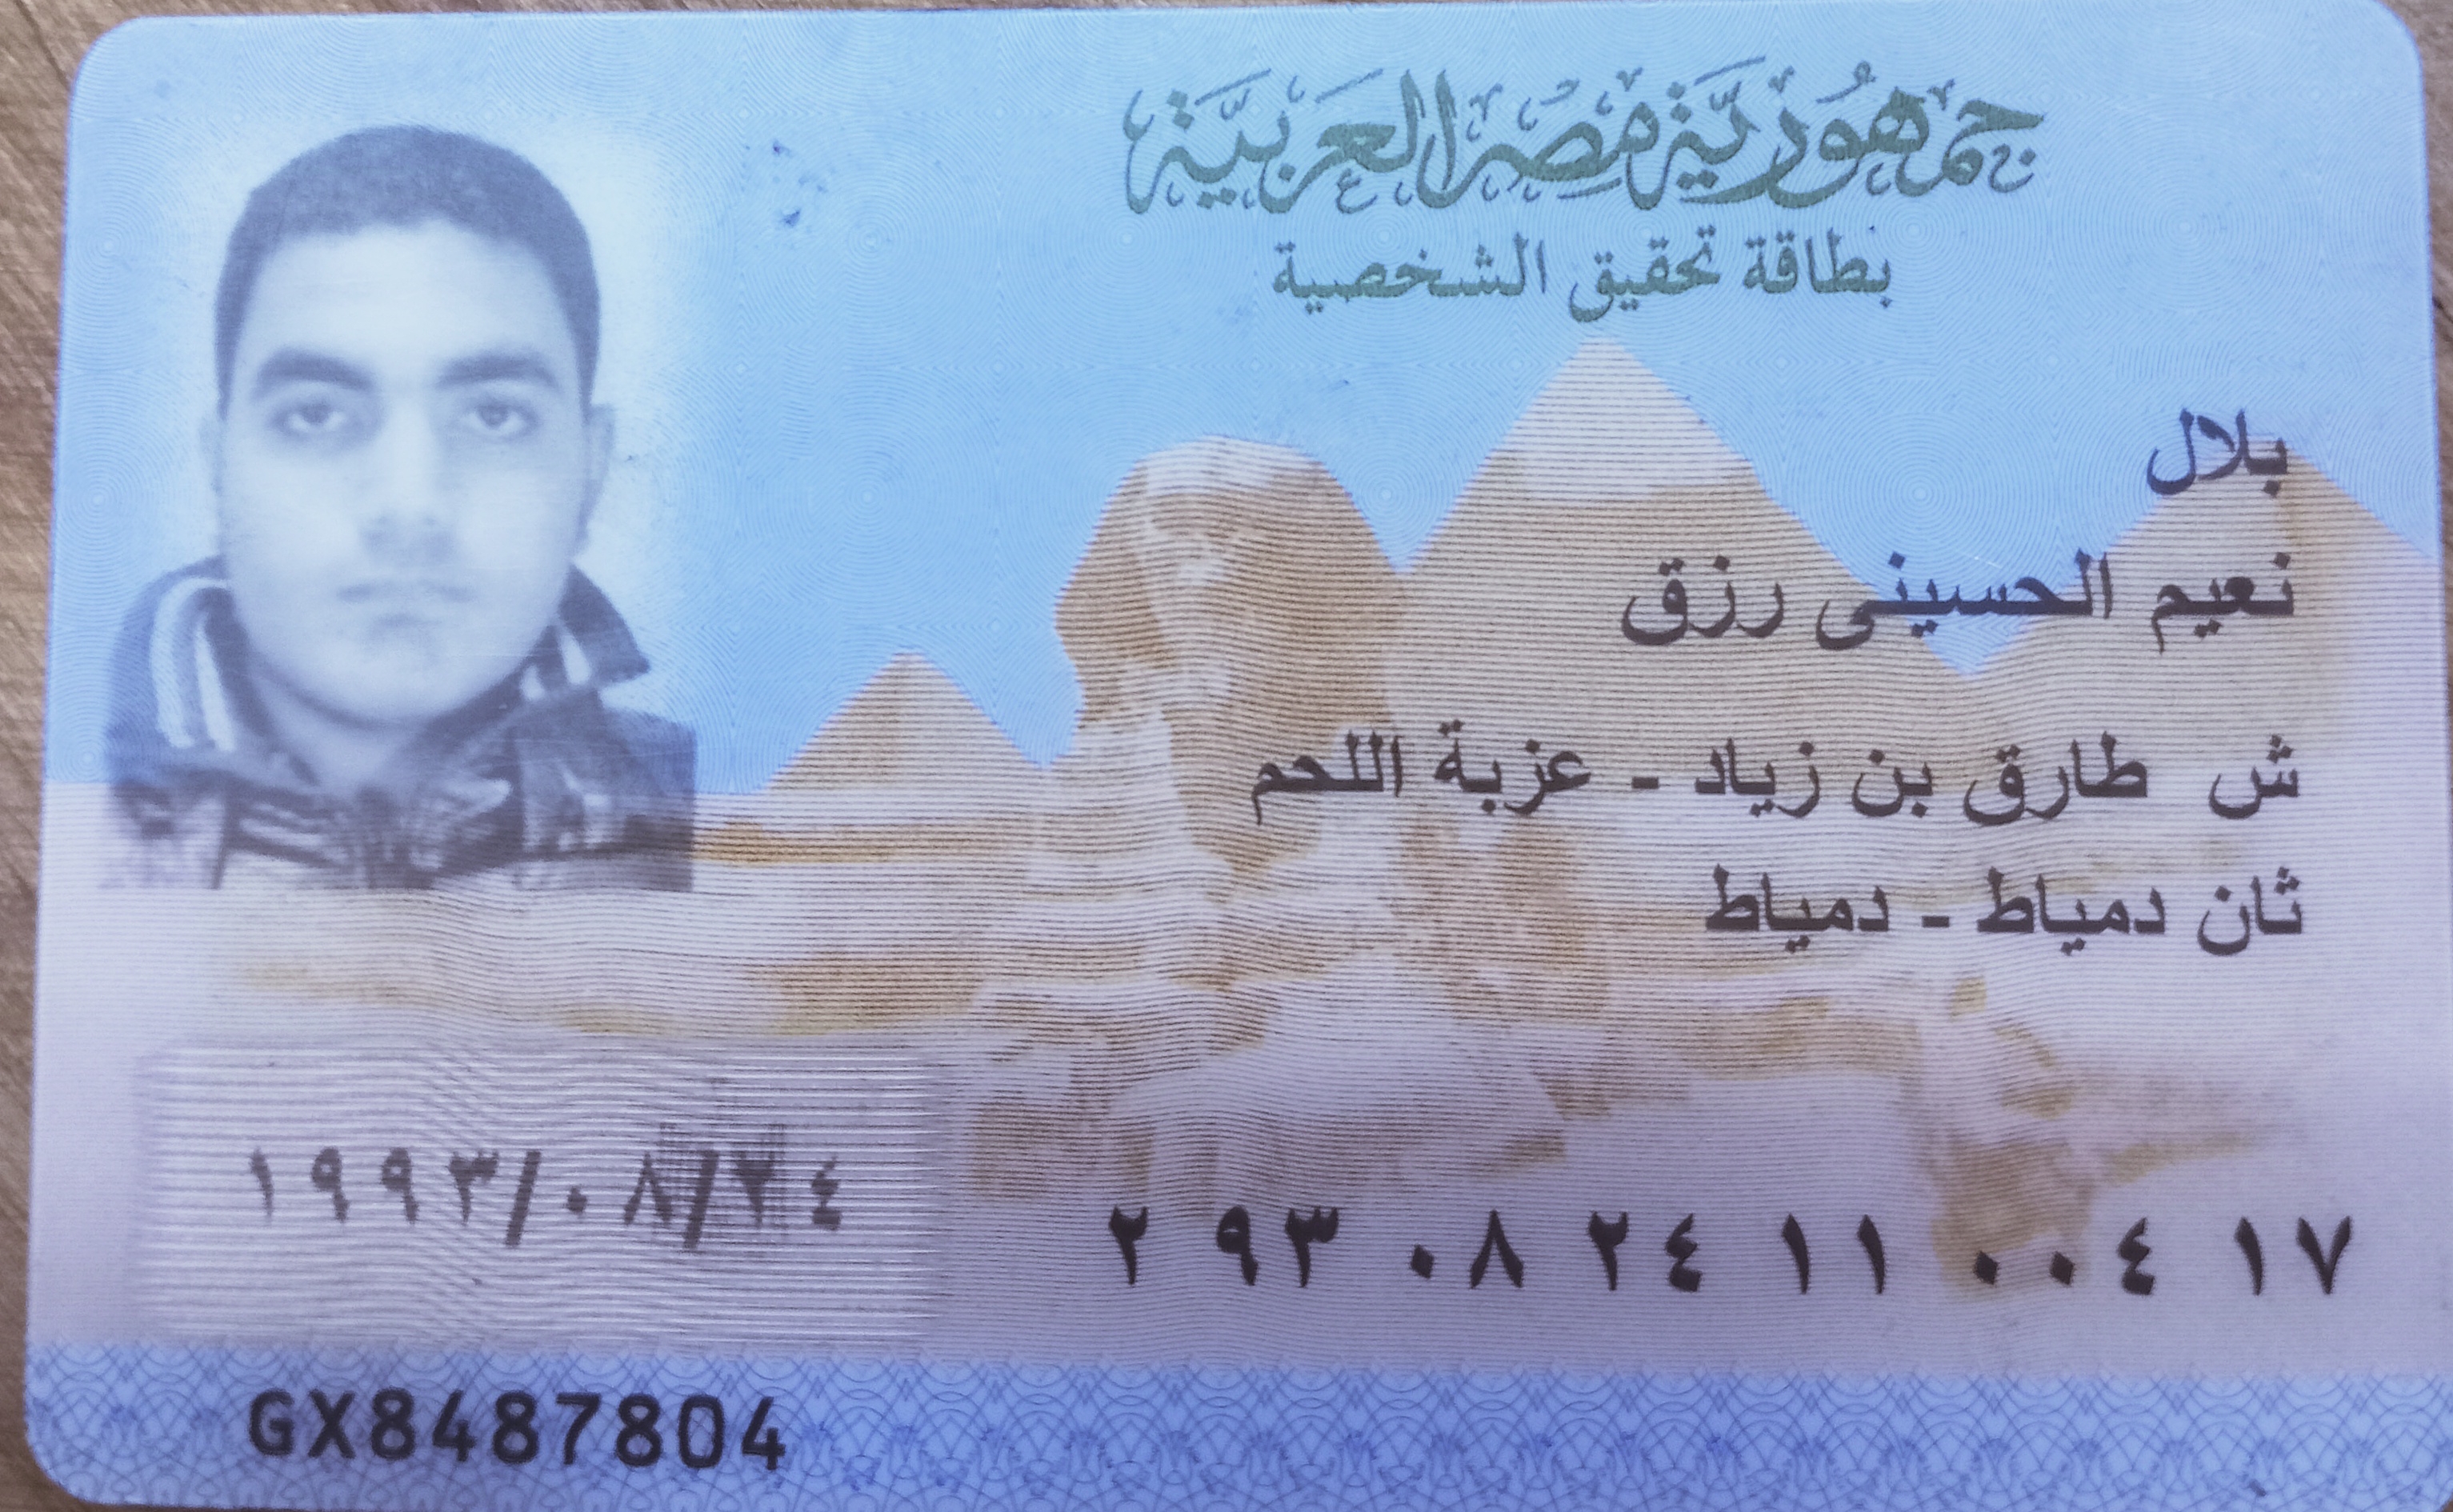 جمهورية مصر العربية
بطاقة تحقيق الشخصية
بلال
نعيم الحسينى رزق
ش طارق بن زياد - عزبة اللحم
ثان دمياط - دمياط
١٩٩٣/٠٨/٢٤
٢ ٩٣ ٠٨ ٢٤ ١١ ٠٠٤ ١٧
GX8487804